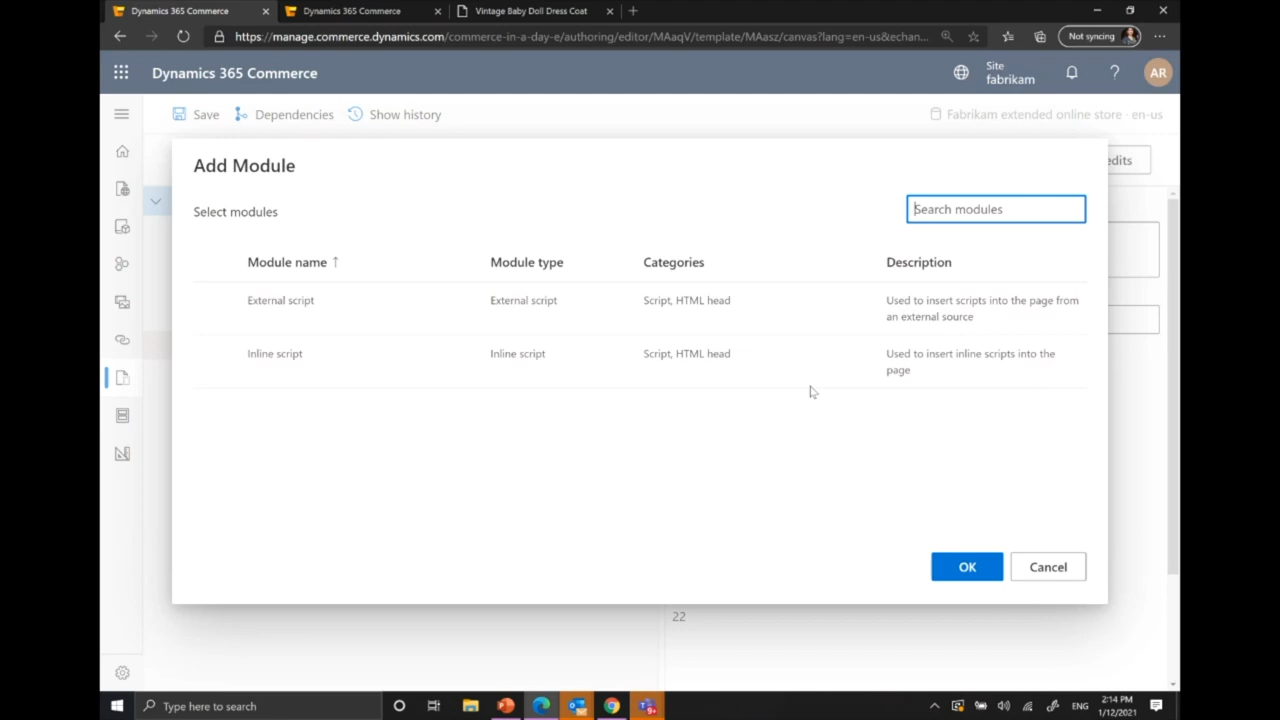 Dynamics 365 Commerce
Dynamics 365 Commerce
Vintage Baby Doll Dress Coat
https://manage.commerce.dynamics.com/commerce-in-a-day-e/authoring/editor/MAaqV/template/MAasz/canvas?lang=en-us&echan...
Not syncing
Dynamics 365 Commerce
Site
fabrikam
AR
Save
Dependencies
Show history
Fabrikam extended online store · en-us
Add Module
edits
Select modules
Search modules
Module name ↑
Module type
Categories
Description
External script
External script
Script, HTML head
Used to insert scripts into the page from
an external source
Inline script
Inline script
Script, HTML head
Used to insert inline scripts into the
page
OK
Cancel
22
Type here to search
ENG
2:14 PM
1/12/2021